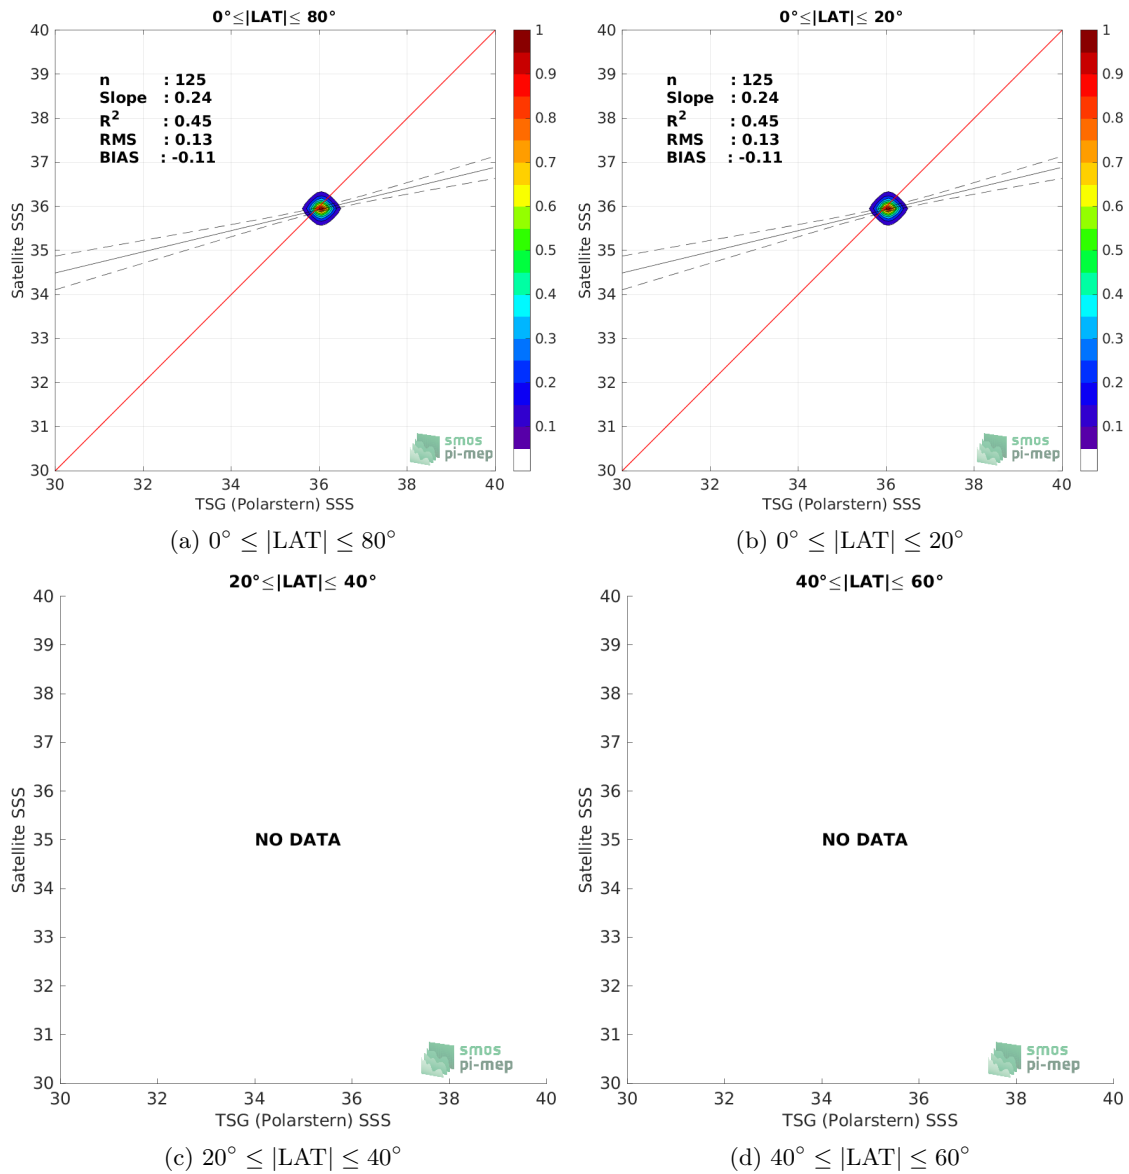 0°≤|LAT|≤ 80°
40
39
38
37
36
35
34
33
32
31
30
Satellite SSS
n : 125
Slope : 0.24
R² : 0.45
RMS : 0.13
BIAS : -0.11
smos
pi-mep
30 32 34 36 38 40
TSG (Polarstern) SSS
1
0.9
0.8
0.7
0.6
0.5
0.4
0.3
0.2
0.1
(a) 0° ≤ |LAT| ≤ 80°
0°≤|LAT|≤ 20°
40
39
38
37
36
35
34
33
32
31
30
Satellite SSS
n : 125
Slope : 0.24
R² : 0.45
RMS : 0.13
BIAS : -0.11
smos
pi-mep
30 32 34 36 38 40
TSG (Polarstern) SSS
1
0.9
0.8
0.7
0.6
0.5
0.4
0.3
0.2
0.1
(b) 0° ≤ |LAT| ≤ 20°
20°≤|LAT|≤ 40°
40
39
38
37
36
35
34
33
32
31
30
Satellite SSS
NO DATA
smos
pi-mep
30 32 34 36 38 40
TSG (Polarstern) SSS
(c) 20° ≤ |LAT| ≤ 40°
40°≤|LAT|≤ 60°
40
39
38
37
36
35
34
33
32
31
30
Satellite SSS
NO DATA
smos
pi-mep
30 32 34 36 38 40
TSG (Polarstern) SSS
(d) 40° ≤ |LAT| ≤ 60°